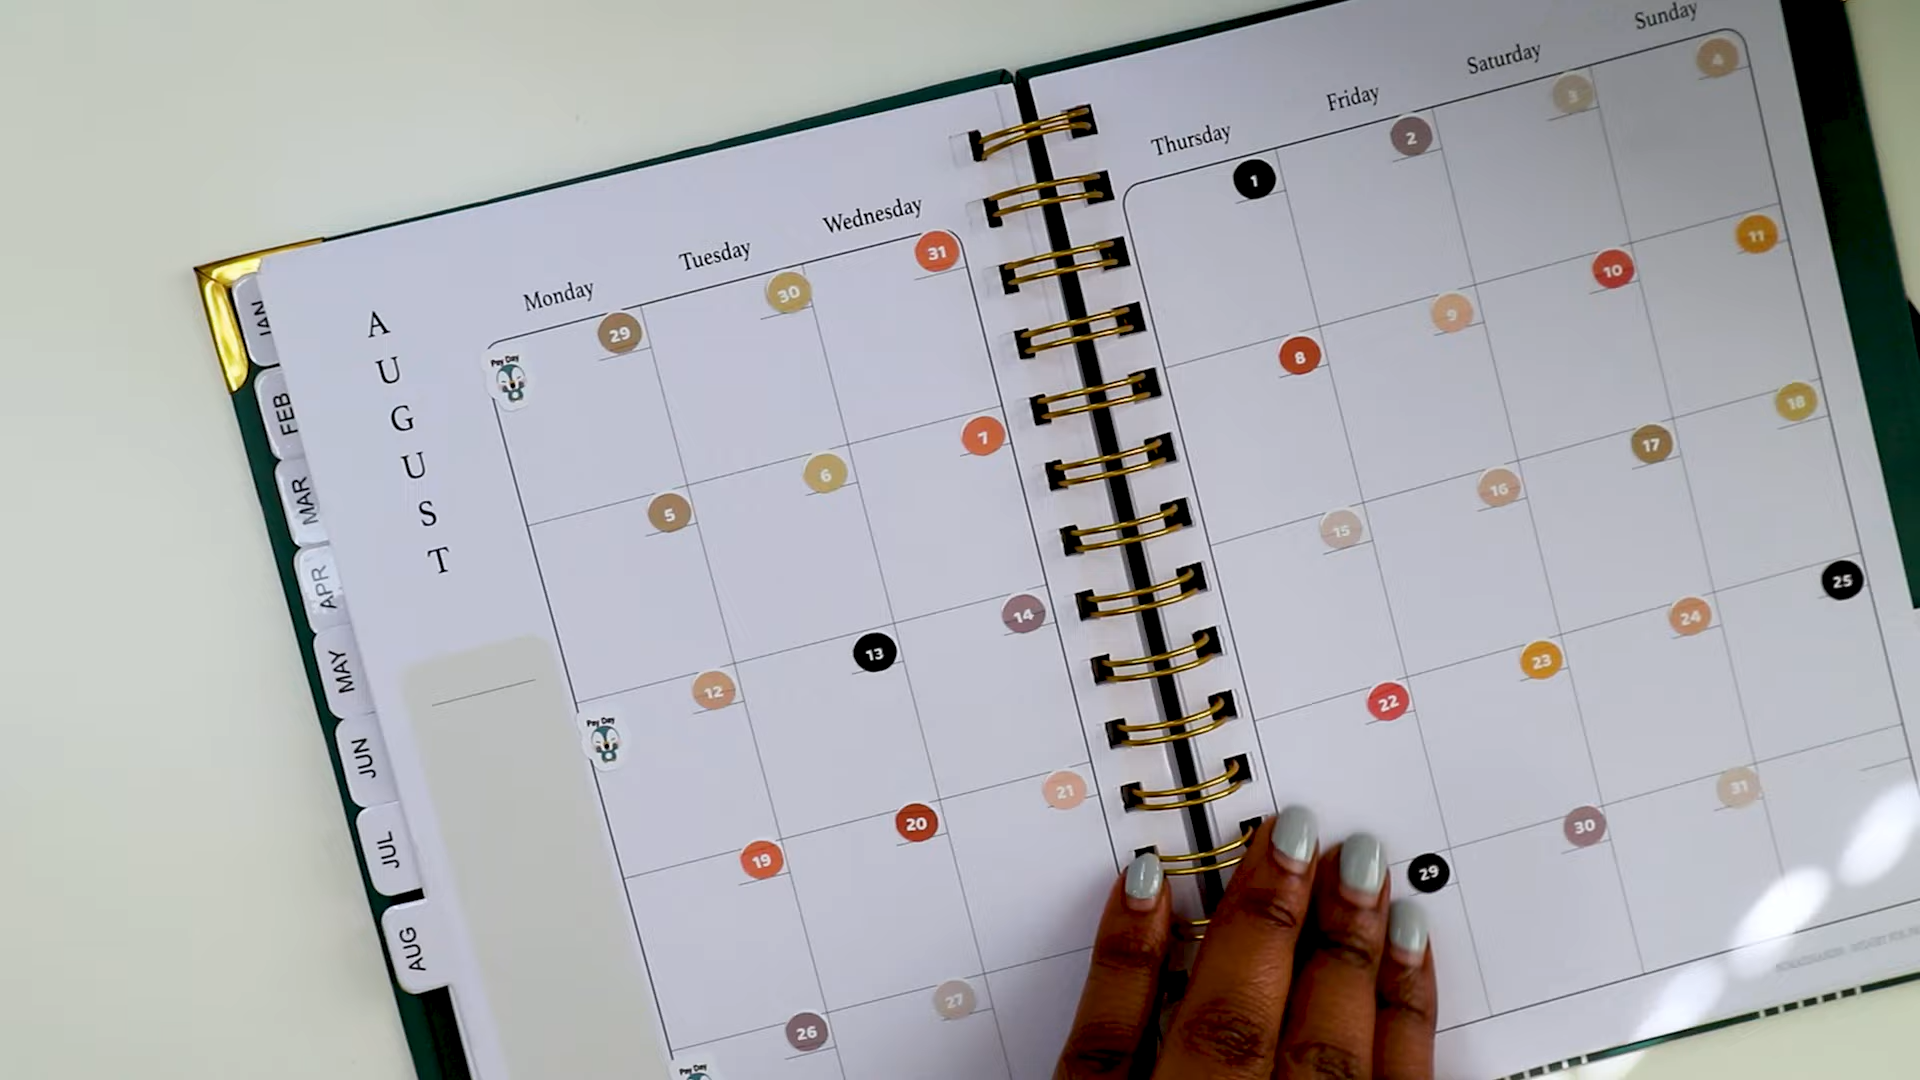 AUGUST
Monday Tuesday Wednesday Thursday Friday Saturday Sunday
Pay Day 29 30 31 1 2 3 4
5 6 7 8 9 10 11
Pay Day 12 13 14 15 16 17 18
19 20 21 22 23 24 25
Pay Day 26 27 29 30 31
JAN
FEB
MAR
APR
MAY
JUN
JUL
AUG